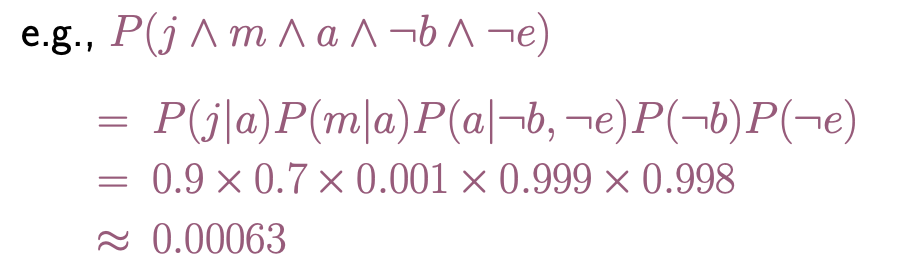 e.g., P(j ∧ m ∧ a ∧ ¬b ∧ ¬e)
= P(j|a)P(m|a)P(a|¬b, ¬e)P(¬b)P(¬e)
= 0.9 × 0.7 × 0.001 × 0.999 × 0.998
≈ 0.00063